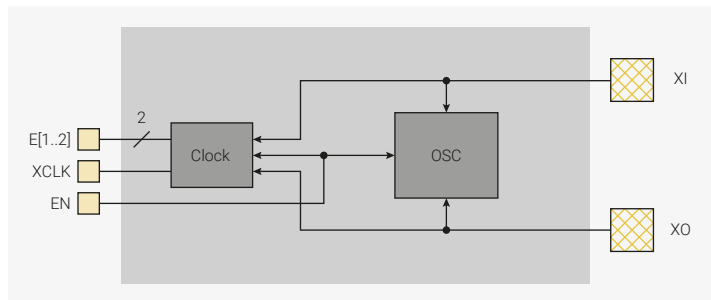 XI
2
E[1..2]
Clock
OSC
XCLK
EN
XO